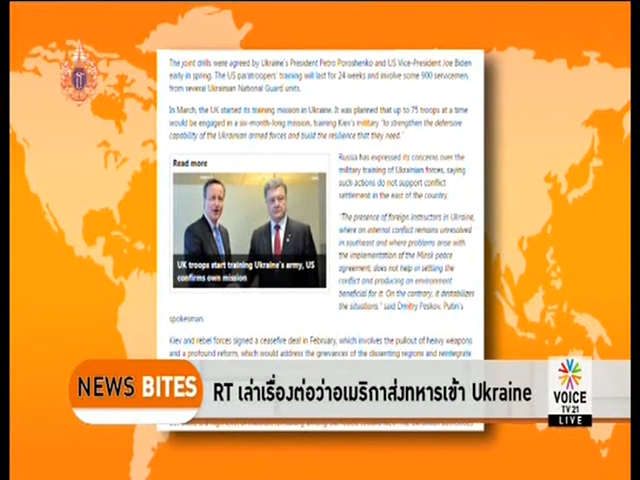 The joint drills were agreed by Ukraine's President Petro Poroshenko and US Vice-President Joe Biden
early in spring. The US paratroopers' training will last for 24 weeks and involve some 900 servicemen
from several Ukrainian National Guard units.
In March, the UK started its training mission in Ukraine. It was planned that up to 75 troops at a time
would be engaged in a six-month-long mission, training Kiev's military "to strengthen the defensive
capability of the Ukrainian armed forces and build the resilience that they need."
Read more
UK troops start training Ukraine's army, US
confirms own mission
Russia has expressed its concerns over the
military training of Ukrainian forces, saying
such actions do not support conflict
settlement in the east of the country.
"The presence of foreign instructors in Ukraine,
where an internal conflict remains unresolved
in southeast and where problems arise with
the implementation of the Minsk peace
agreement, does not help in settling the
conflict and producing an environment
beneficial for it. On the contrary, it destabilizes
the situations," said Dmitry Peskov, Putin's
spokesman.
Kiev and rebel forces signed a ceasefire deal in February, which involves the pullout of heavy weapons
and a profound reform, which would address the grievances of the dissenting regions and reintegrate
NEWS BITES
RT เล่าเรื่องต่อว่าอเมริกาส่งทหารเข้า Ukraine
VOICE
TV 21
LIVE